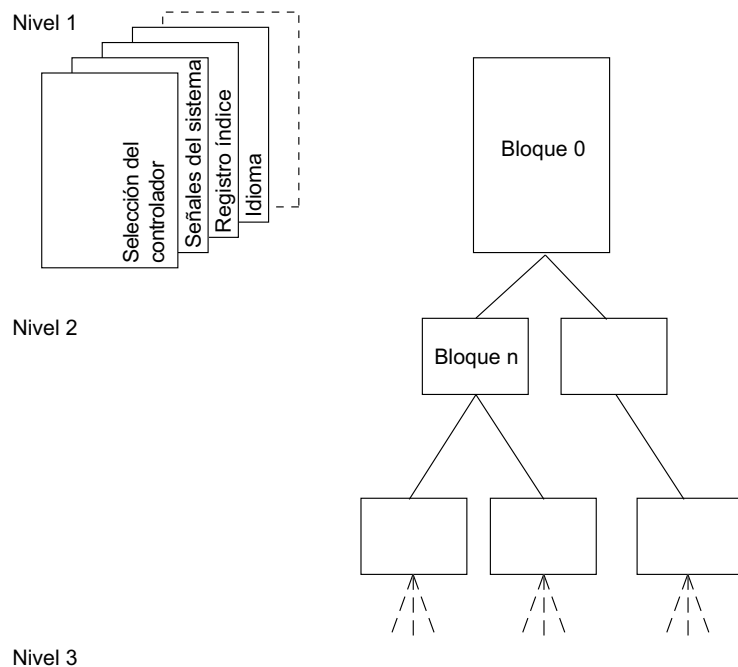 Nivel 1
Selección del
controlador
Señales del sistema
Registro índice
Idioma
Bloque 0
Nivel 2
Bloque n
Nivel 3